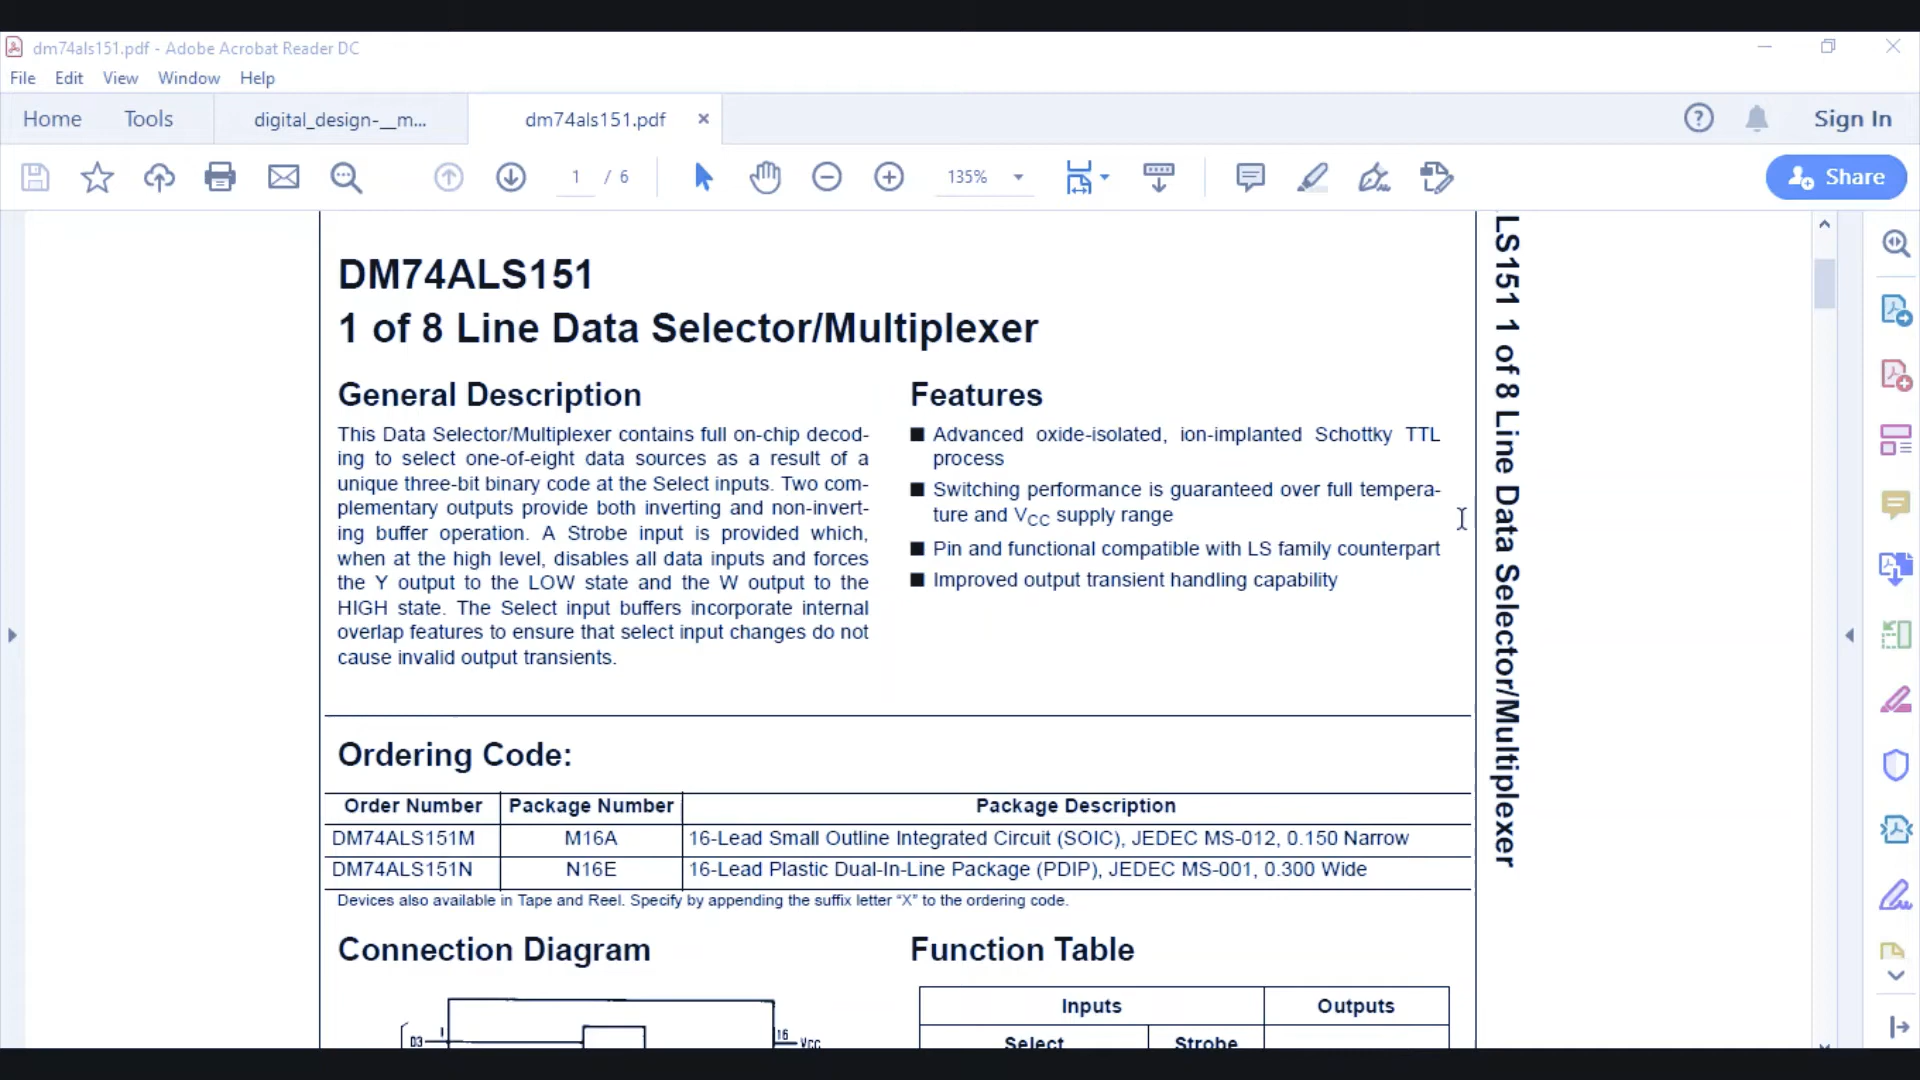 dm74als151.pdf - Adobe Acrobat Reader DC
File Edit View Window Help
Home Tools digital_design-__m... dm74als151.pdf × Sign In
1 / 6 135% Share
DM74ALS151
1 of 8 Line Data Selector/Multiplexer
General Description
This Data Selector/Multiplexer contains full on-chip decod-
ing to select one-of-eight data sources as a result of a
unique three-bit binary code at the Select inputs. Two com-
plementary outputs provide both inverting and non-invert-
ing buffer operation. A Strobe input is provided which,
when at the high level, disables all data inputs and forces
the Y output to the LOW state and the W output to the
HIGH state. The Select input buffers incorporate internal
overlap features to ensure that select input changes do not
cause invalid output transients.
Features
■ Advanced oxide-isolated, ion-implanted Schottky TTL
process
■ Switching performance is guaranteed over full tempera-
ture and VCC supply range
■ Pin and functional compatible with LS family counterpart
■ Improved output transient handling capability
LS151 1 of 8 Line Data Selector/Multiplexer
Ordering Code:
Order Number Package Number Package Description
DM74ALS151M M16A 16-Lead Small Outline Integrated Circuit (SOIC), JEDEC MS-012, 0.150 Narrow
DM74ALS151N N16E 16-Lead Plastic Dual-In-Line Package (PDIP), JEDEC MS-001, 0.300 Wide
Devices also available in Tape and Reel. Specify by appending the suffix letter “X” to the ordering code.
Connection Diagram
D3 1 16 VCC
Function Table
Inputs Outputs
Select Strobe